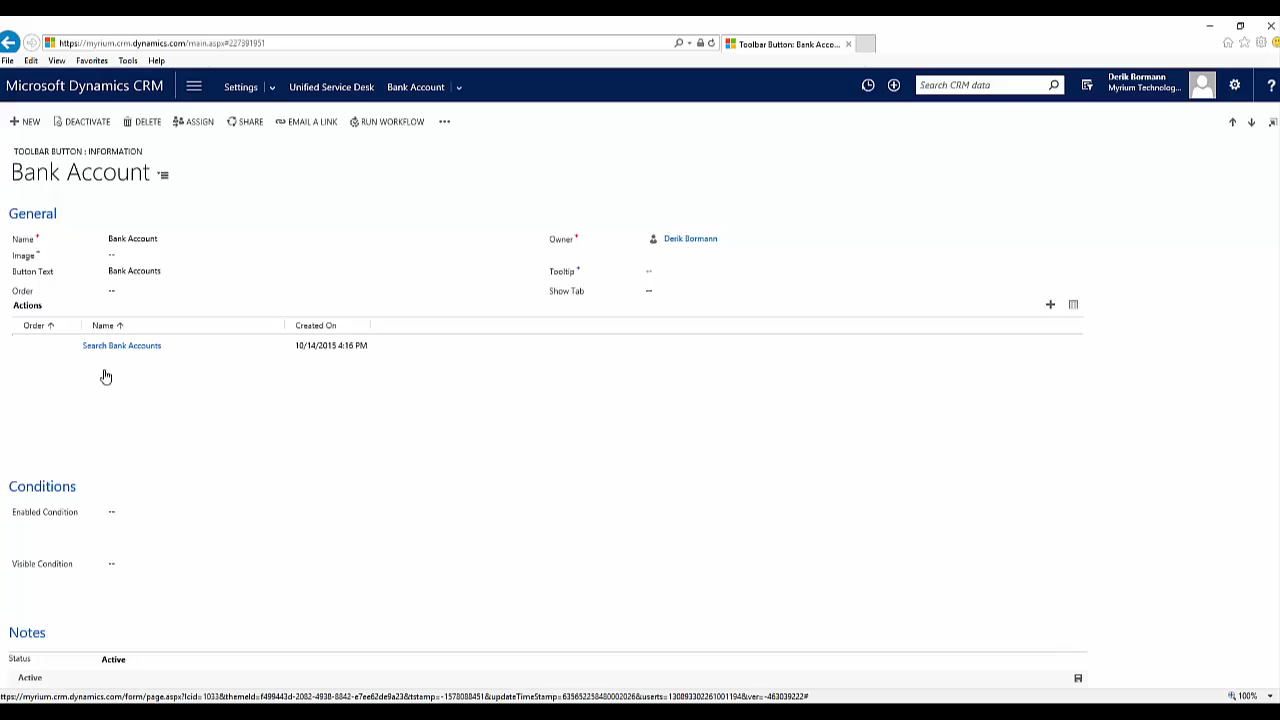 https://myrium.crm.dynamics.com/main.aspx#227391951
Toolbar Button: Bank Acco...
File Edit View Favorites Tools Help
Microsoft Dynamics CRM
Settings
Unified Service Desk
Bank Account
Search CRM data
Derik Bormann
Myrium Technolog...
?
NEW
DEACTIVATE
DELETE
ASSIGN
SHARE
EMAIL A LINK
RUN WORKFLOW
...
TOOLBAR BUTTON : INFORMATION
Bank Account
General
Name * Bank Account
Owner * Derik Bormann
Image * --
Button Text Bank Accounts
Tooltip * --
Order --
Show Tab --
Actions
Order Name Created On
Search Bank Accounts 10/14/2015 4:16 PM
Conditions
Enabled Condition --
Visible Condition --
Notes
Status Active
Active
100%